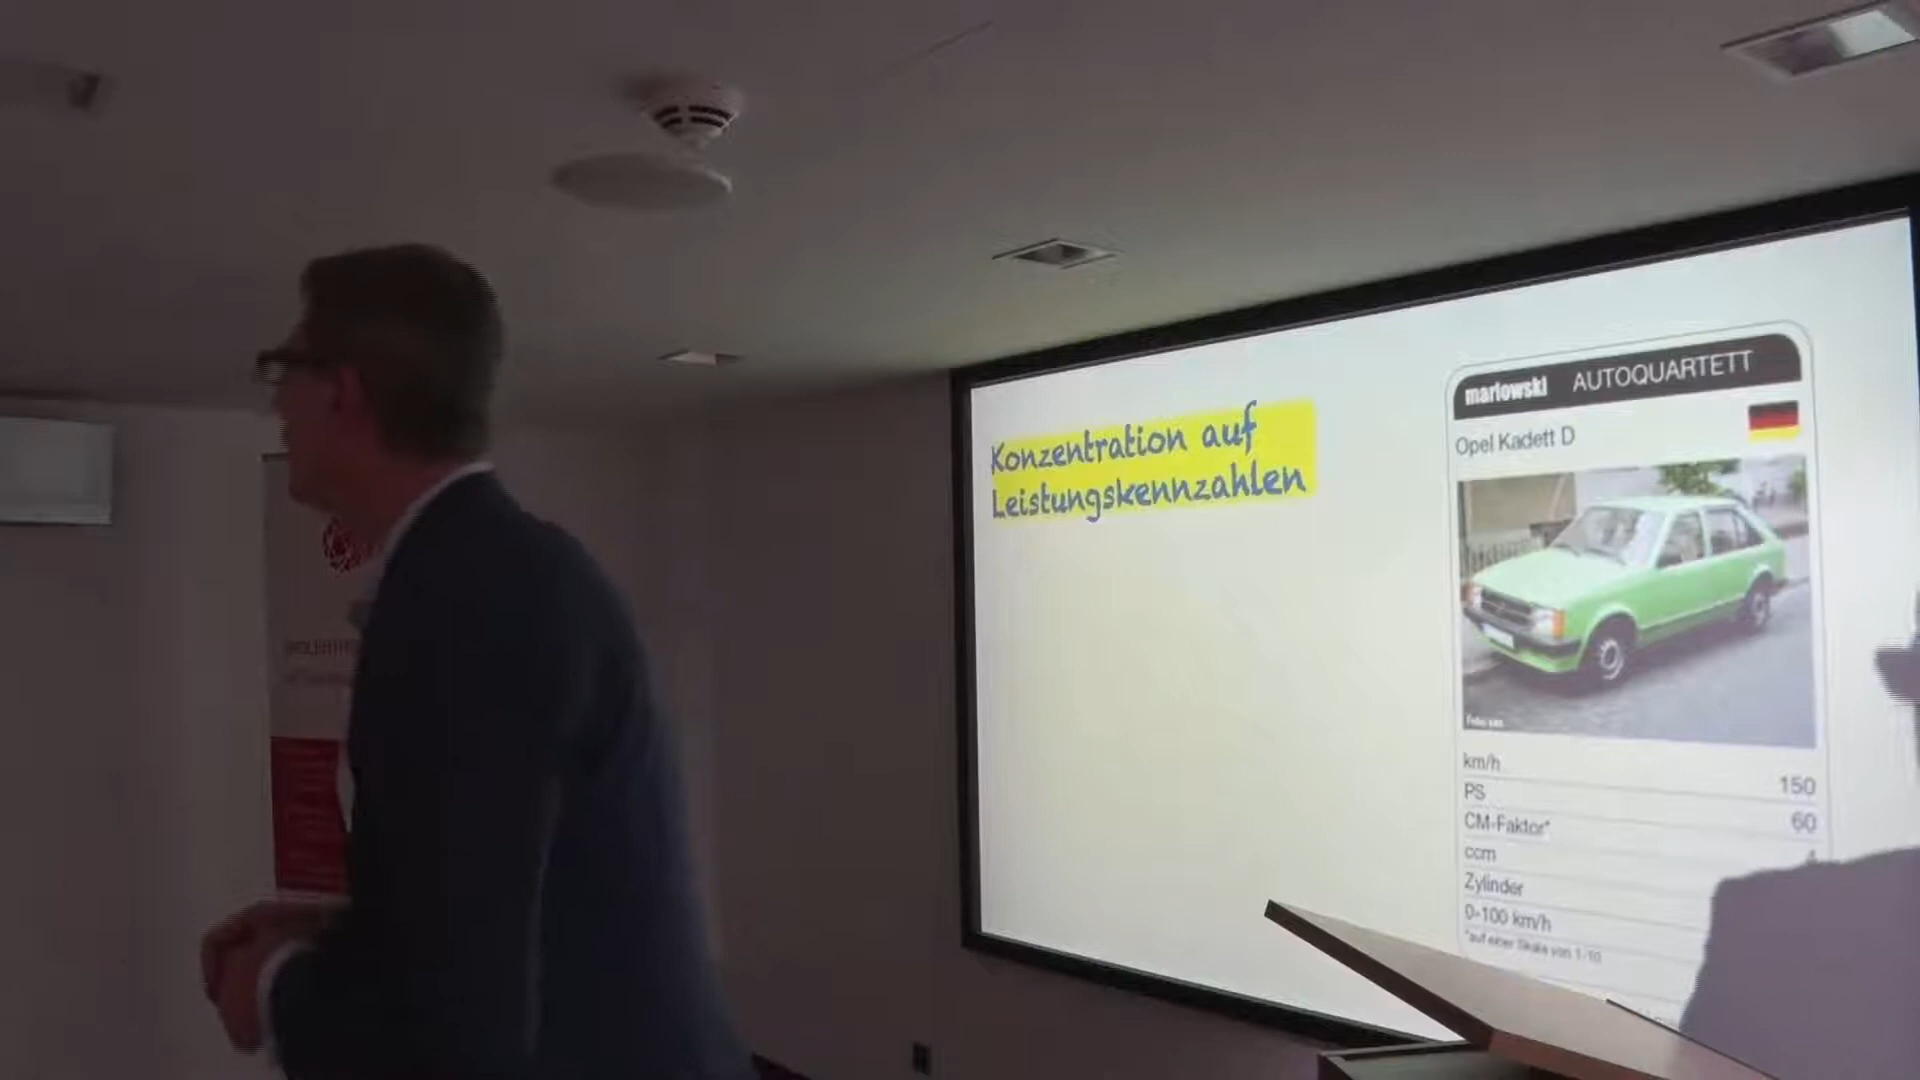 Konzentration auf
Leistungskennzahlen
marlowski AUTOQUARTETT
Opel Kadett D
km/h 150
PS 60
CM-Faktor*
ccm
Zylinder
0-100 km/h
*auf einer Skala von 1-10